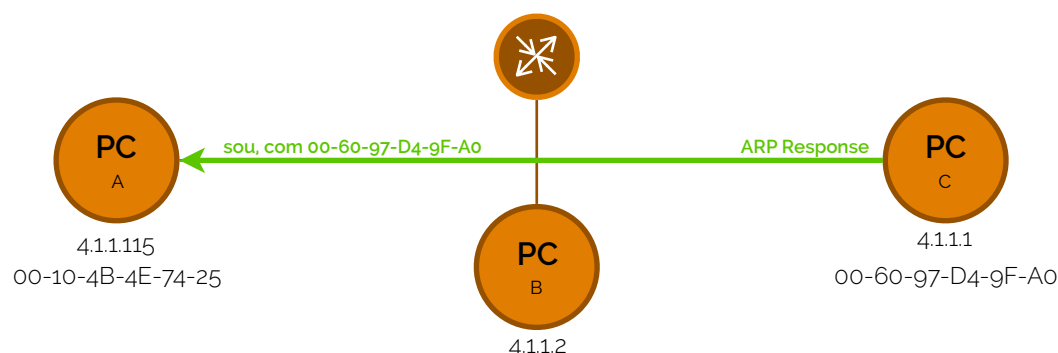 PC
A
sou, com 00-60-97-D4-9F-A0
ARP Response
PC
C
4.1.1.115
00-10-4B-4E-74-25
PC
B
4.1.1.2
4.1.1.1
00-60-97-D4-9F-A0